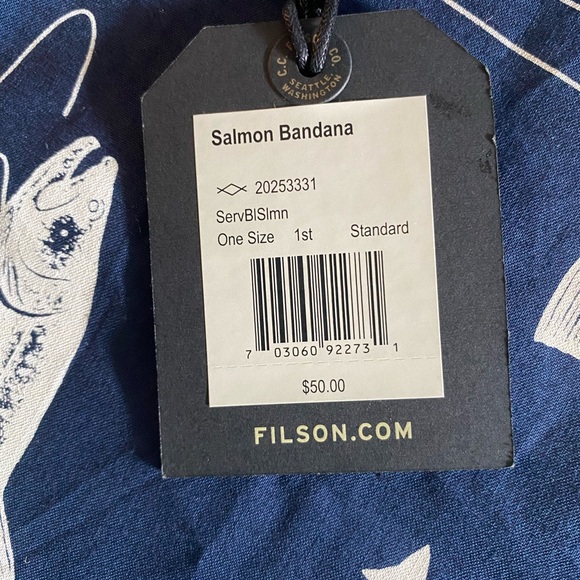 C.C. FILSON CO
SEATTLE,
WASHINGTON
Salmon Bandana
20253331
ServBlSlmn
One Size 1st Standard
7 03060 92273 1
$50.00
FILSON.COM